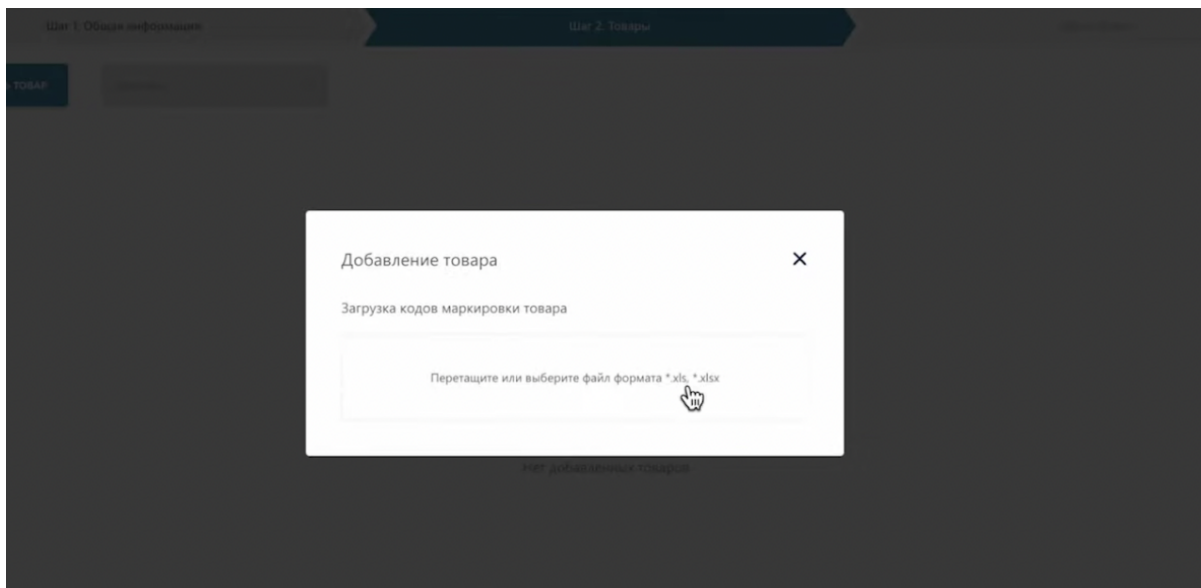 Шаг 1. Общая информация
Шаг 2. Товары
ТОВАР
Добавление товара
Загрузка кодов маркировки товара
Перетащите или выберите файл формата *.xls, *.xlsx
Нет добавленных товаров